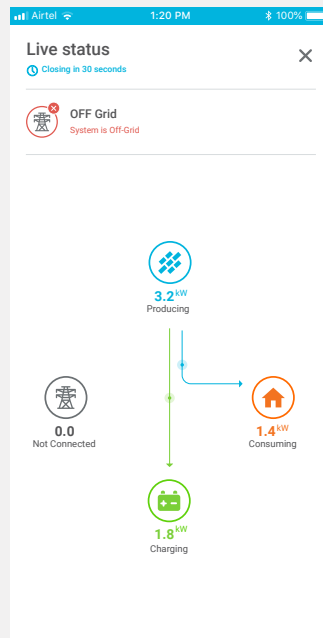 Airtel 1:20 PM 100%
Live status
Closing in 30 seconds
OFF Grid
System is Off-Grid
3.2 kW
Producing
0.0
Not Connected
1.4 kW
Consuming
1.8 kW
Charging